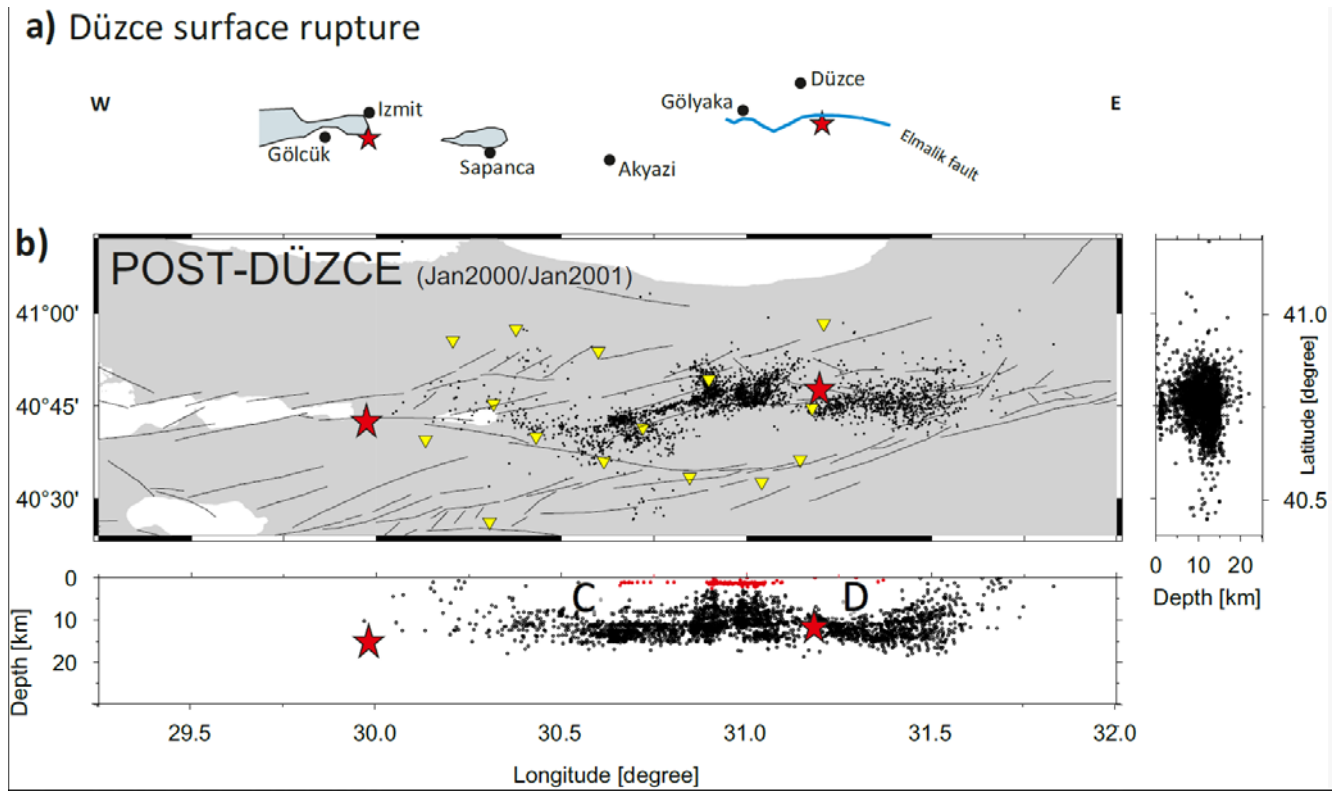 a) Düzce surface rupture
W
Izmit
Gölcük
Sapanca
Akyazi
Gölyaka
Düzce
E
Elmalik fault
b)
POST-DÜZCE (Jan2000/Jan2001)
41°00'
40°45'
40°30'
41.0
40.5
Latitude [degree]
0 10 20
Depth [km]
0
10
20
Depth [km]
C
D
29.5 30.0 30.5 31.0 31.5 32.0
Longitude [degree]